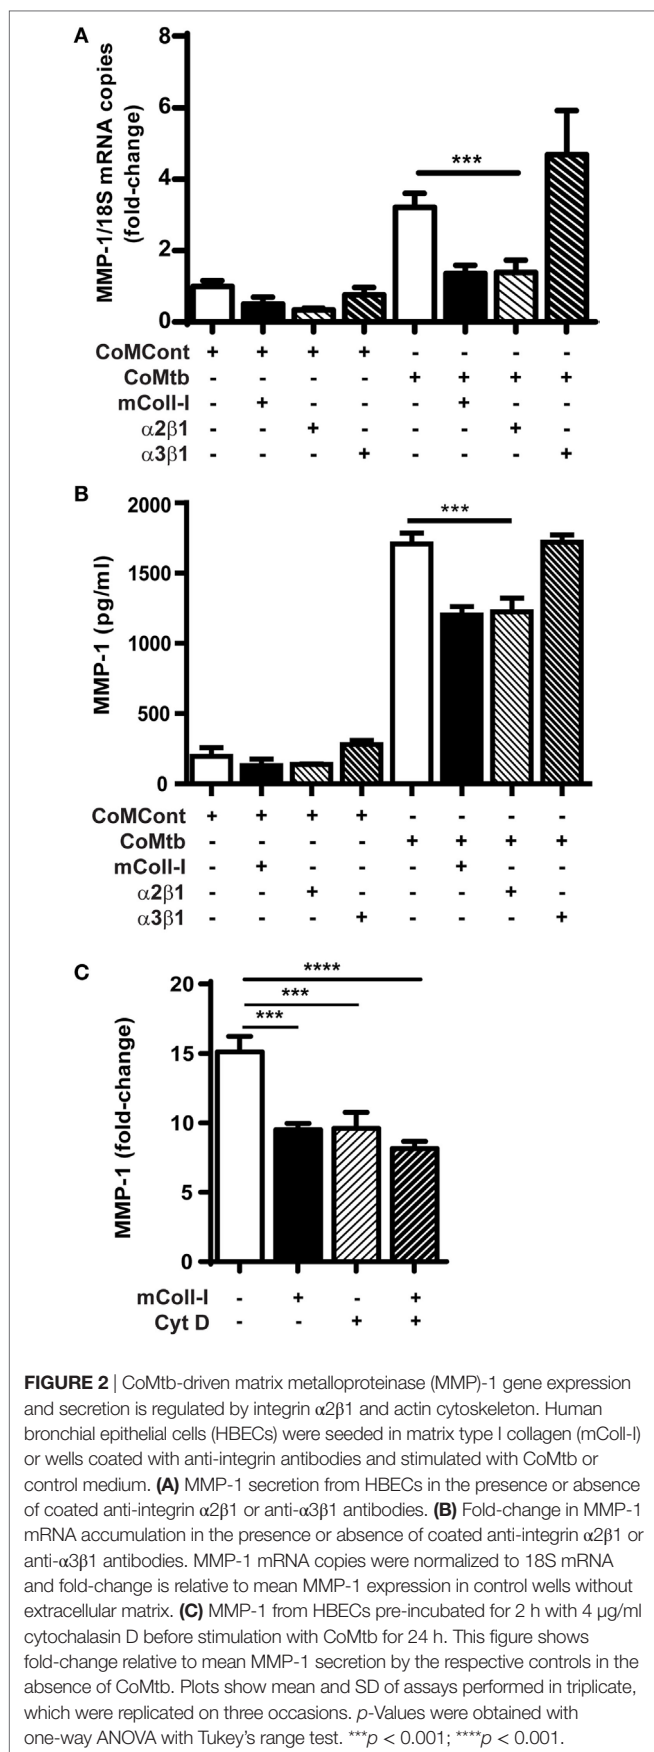 A
8
6
4
2
0
MMP-1/18S mRNA copies
(fold-change)
***
CoMCont + + + + - - - -
CoMtb - - - - + + + +
mColl-I - + - - - + - -
α2β1 - - + - - - + -
α3β1 - - - + - - - +
B
2000
1500
1000
500
0
MMP-1 (pg/ml)
***
CoMCont + + + + - - - -
CoMtb - - - - + + + +
mColl-I - + - - - + - -
α2β1 - - + - - - + -
α3β1 - - - + - - - +
C
20
15
10
5
0
MMP-1 (fold-change)
****
***
***
mColl-I - + - +
Cyt D - - + +
FIGURE 2 | CoMtb-driven matrix metalloproteinase (MMP)-1 gene expression
and secretion is regulated by integrin α2β1 and actin cytoskeleton. Human
bronchial epithelial cells (HBECs) were seeded in matrix type I collagen (mColl-I)
or wells coated with anti-integrin antibodies and stimulated with CoMtb or
control medium. (A) MMP-1 secretion from HBECs in the presence or absence
of coated anti-integrin α2β1 or anti-α3β1 antibodies. (B) Fold-change in MMP-1
mRNA accumulation in the presence or absence of coated anti-integrin α2β1 or
anti-α3β1 antibodies. MMP-1 mRNA copies were normalized to 18S mRNA
and fold-change is relative to mean MMP-1 expression in control wells without
extracellular matrix. (C) MMP-1 from HBECs pre-incubated for 2 h with 4 μg/ml
cytochalasin D before stimulation with CoMtb for 24 h. This figure shows
fold-change relative to mean MMP-1 secretion by the respective controls in the
absence of CoMtb. Plots show mean and SD of assays performed in triplicate,
which were replicated on three occasions. p-Values were obtained with
one-way ANOVA with Tukey's range test. ***p < 0.001; ****p < 0.001.